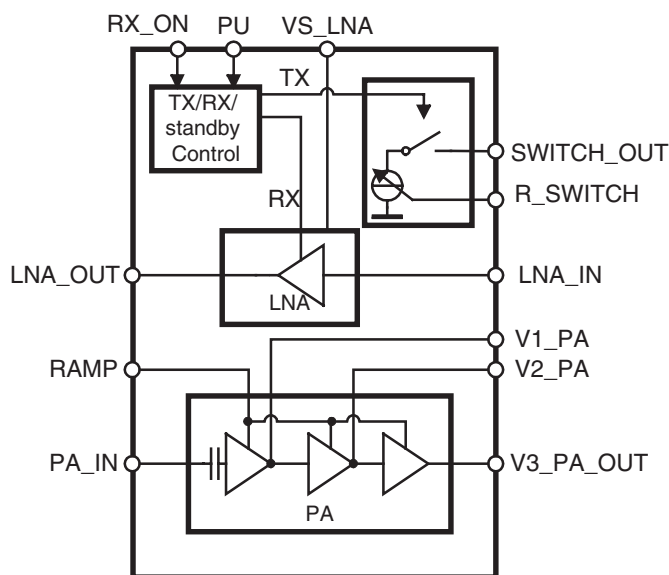 RX_ON PU VS_LNA
TX
TX/RX/
standby
Control
SWITCH_OUT
R_SWITCH
RX
LNA_OUT
LNA
LNA_IN
V1_PA
RAMP
V2_PA
PA_IN
V3_PA_OUT
PA